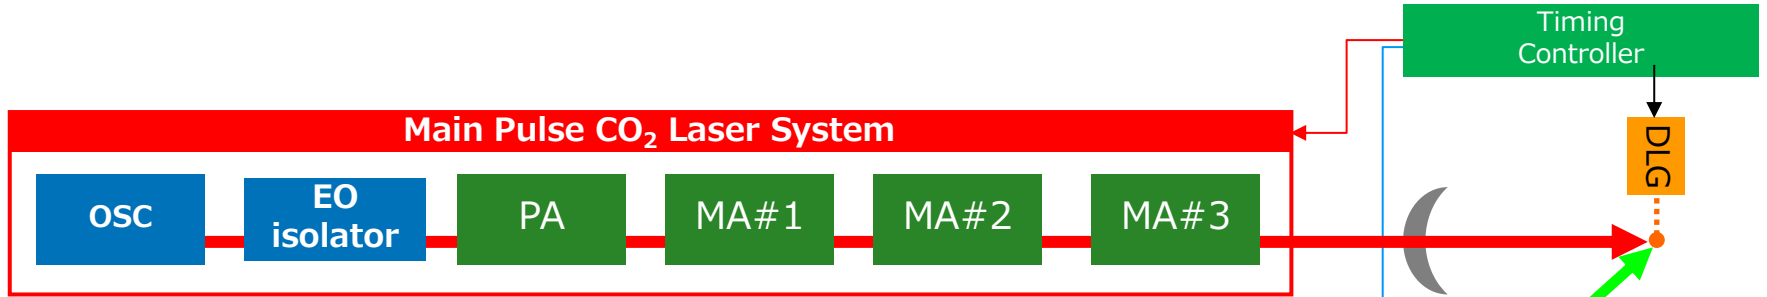 Timing
Controller
Main Pulse CO₂ Laser System
DLG
OSC
EO
isolator
PA
MA#1
MA#2
MA#3